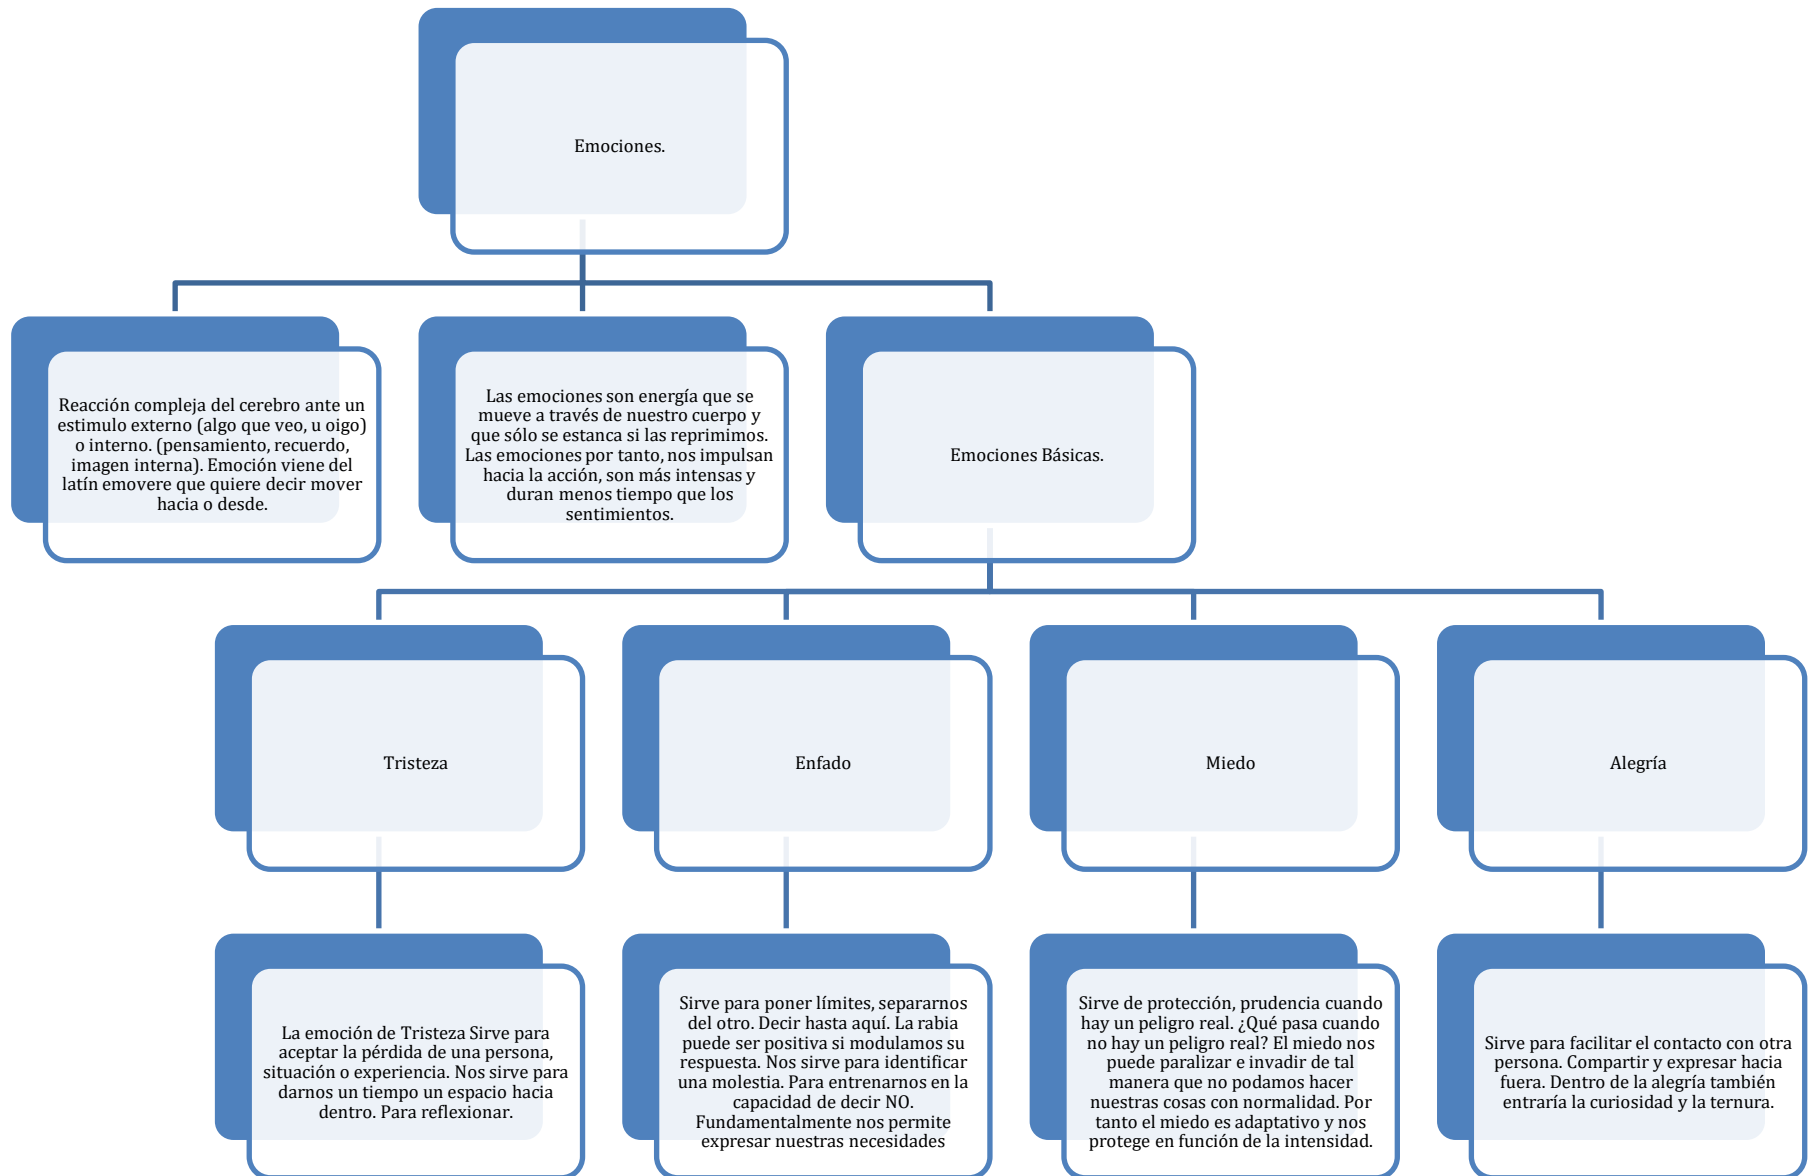 Emociones.
Reacción compleja del cerebro ante un
estimulo externo (algo que veo, u oigo)
o interno. (pensamiento, recuerdo,
imagen interna). Emoción viene del
latín emovere que quiere decir mover
hacia o desde.
Las emociones son energía que se
mueve a través de nuestro cuerpo y
que sólo se estanca si las reprimimos.
Las emociones por tanto, nos impulsan
hacia la acción, son más intensas y
duran menos tiempo que los
sentimientos.
Emociones Básicas.
Tristeza
La emoción de Tristeza Sirve para
aceptar la pérdida de una persona,
situación o experiencia. Nos sirve para
darnos un tiempo un espacio hacia
dentro. Para reflexionar.
Enfado
Sirve para poner límites, separarnos
del otro. Decir hasta aquí. La rabia
puede ser positiva si modulamos su
respuesta. Nos sirve para identificar
una molestia. Para entrenarnos en la
capacidad de decir NO.
Fundamentalmente nos permite
expresar nuestras necesidades
Miedo
Sirve de protección, prudencia cuando
hay un peligro real. ¿Qué pasa cuando
no hay un peligro real? El miedo nos
puede paralizar e invadir de tal
manera que no podamos hacer
nuestras cosas con normalidad. Por
tanto el miedo es adaptativo y nos
protege en función de la intensidad.
Alegría
Sirve para facilitar el contacto con otra
persona. Compartir y expresar hacia
fuera. Dentro de la alegría también
entraría la curiosidad y la ternura.